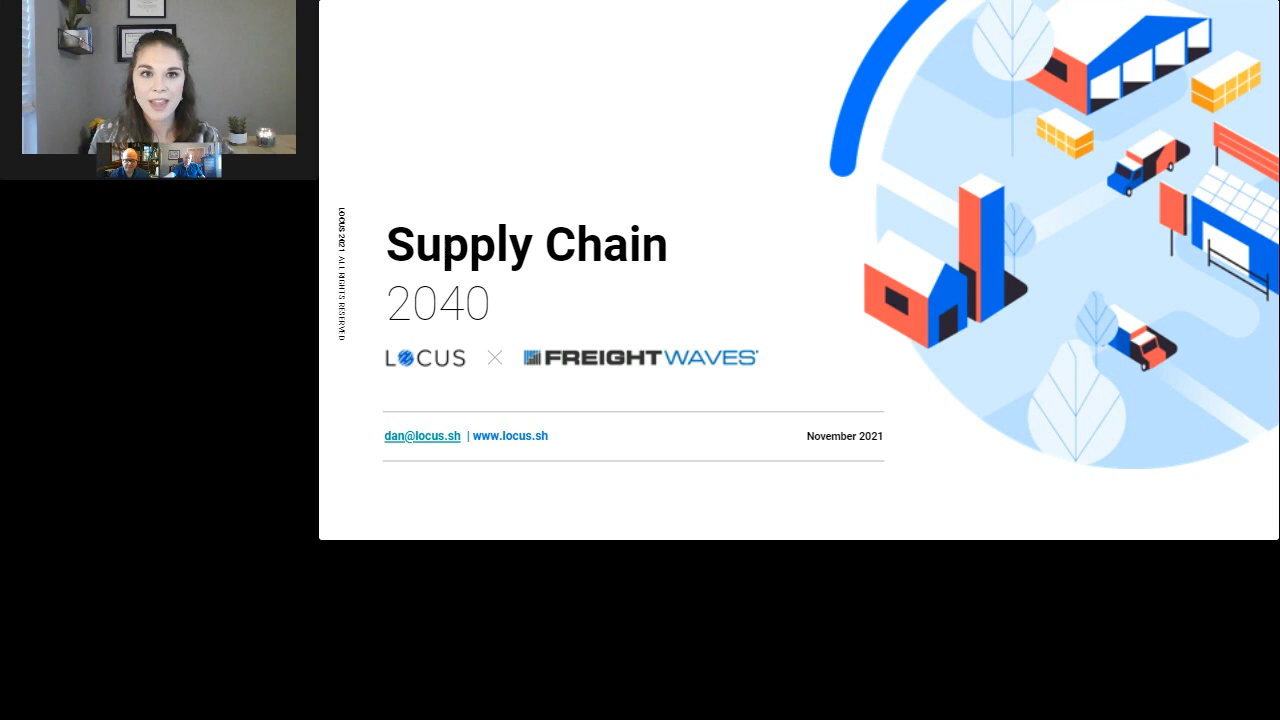 LOCUS 2021 ALL RIGHTS RESERVED
Supply Chain
2040
LOCUS × FREIGHTWAVES
dan@locus.sh | www.locus.sh
November 2021